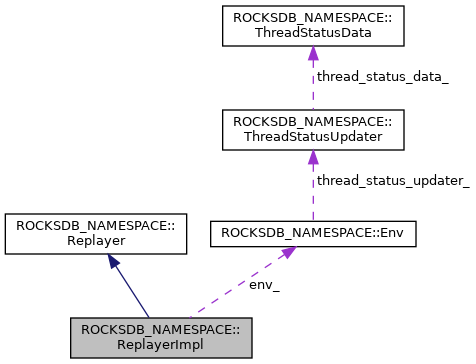 ROCKSDB_NAMESPACE::
ThreadStatusData
thread_status_data_
ROCKSDB_NAMESPACE::
ThreadStatusUpdater
thread_status_updater_
ROCKSDB_NAMESPACE::
Replayer
ROCKSDB_NAMESPACE::Env
env_
ROCKSDB_NAMESPACE::
ReplayerImpl